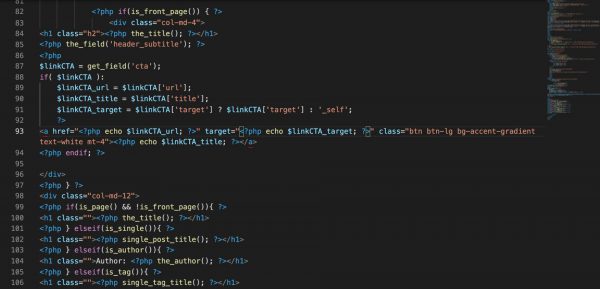 81
82 <?php if(is_front_page()) { ?>
83 <div class="col-md-4">
84 <h1 class="h2"><?php the_title(); ?></h1>
85 <?php the_field('header_subtitle'); ?>
86 <?php
87 $linkCTA = get_field('cta');
88 if( $linkCTA ):
89 $linkCTA_url = $linkCTA['url'];
90 $linkCTA_title = $linkCTA['title'];
91 $linkCTA_target = $linkCTA['target'] ? $linkCTA['target'] : '_self';
92 ?>
93 <a href="<?php echo $linkCTA_url; ?>" target="<?php echo $linkCTA_target; ?>" class="btn btn-lg bg-accent-gradient
text-white mt-4"><?php echo $linkCTA_title; ?></a>
94 <?php endif; ?>
95
96 </div>
97 <?php } ?>
98 <div class="col-md-12">
99 <?php if(is_page() && !is_front_page()){ ?>
100 <h1 class=""><?php the_title(); ?></h1>
101 <?php } elseif(is_single()){ ?>
102 <h1 class=""><?php single_post_title(); ?></h1>
103 <?php } elseif(is_author()){ ?>
104 <h1 class="">Author: <?php the_author(); ?></h1>
105 <?php } elseif(is_tag()){ ?>
106 <h1 class=""><?php single_tag_title(); ?></h1>